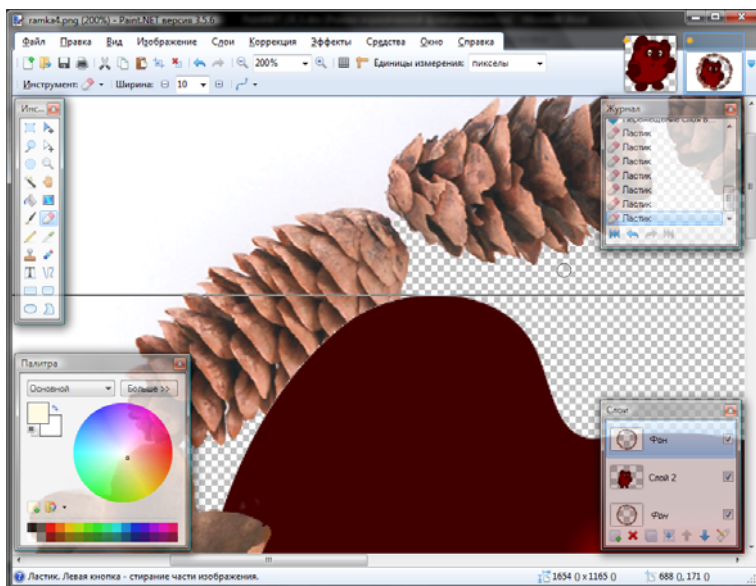 ramka4.png (200%) - Paint.NET версия 3.5.6
Файл Правка Вид Изображение Слои Коррекция Эффекты Средства Окно Справка
200% Единицы измерения: пикселы
Инструмент: Ширина: 10
Инс...
Журнал
Перемещение Слоя В...
Ластик
Ластик
Ластик
Ластик
Ластик
Ластик
Ластик
Палитра
Основной Больше >>
Слои
Фон
Слой 2
Фон
Ластик. Левая кнопка - стирание части изображения. 1654 () x 1165 () 688 (), 171 ()